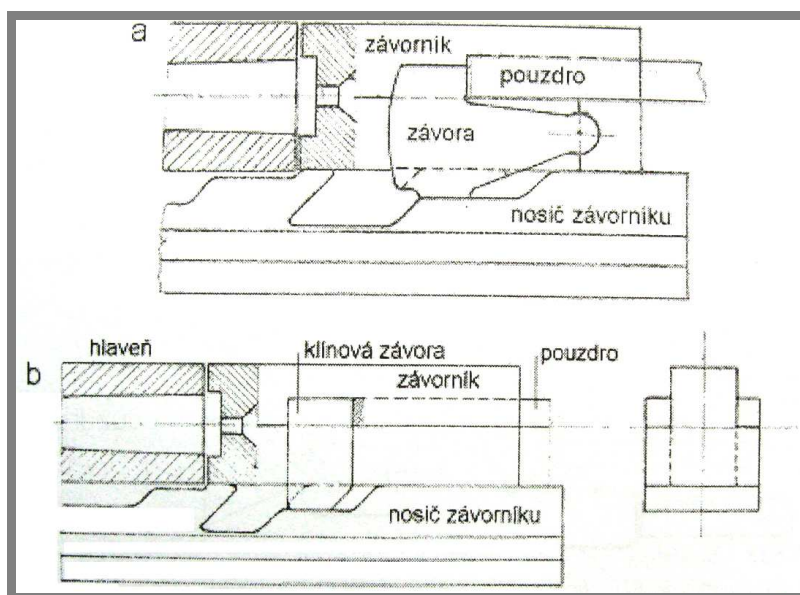 a
závorník
pouzdro
závora
nosič závorníku
hlaveň
klínová závora
pouzdro
b
závorník
nosič závorníku